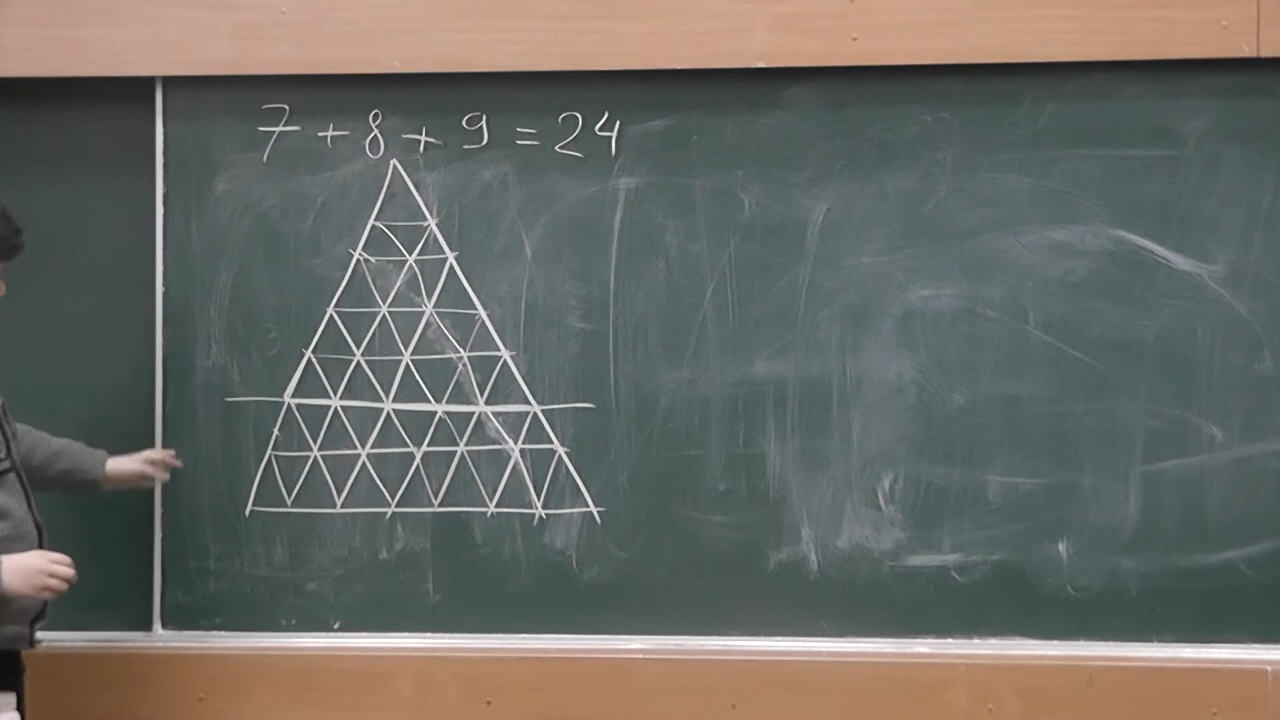 7 + 8 + 9 = 24